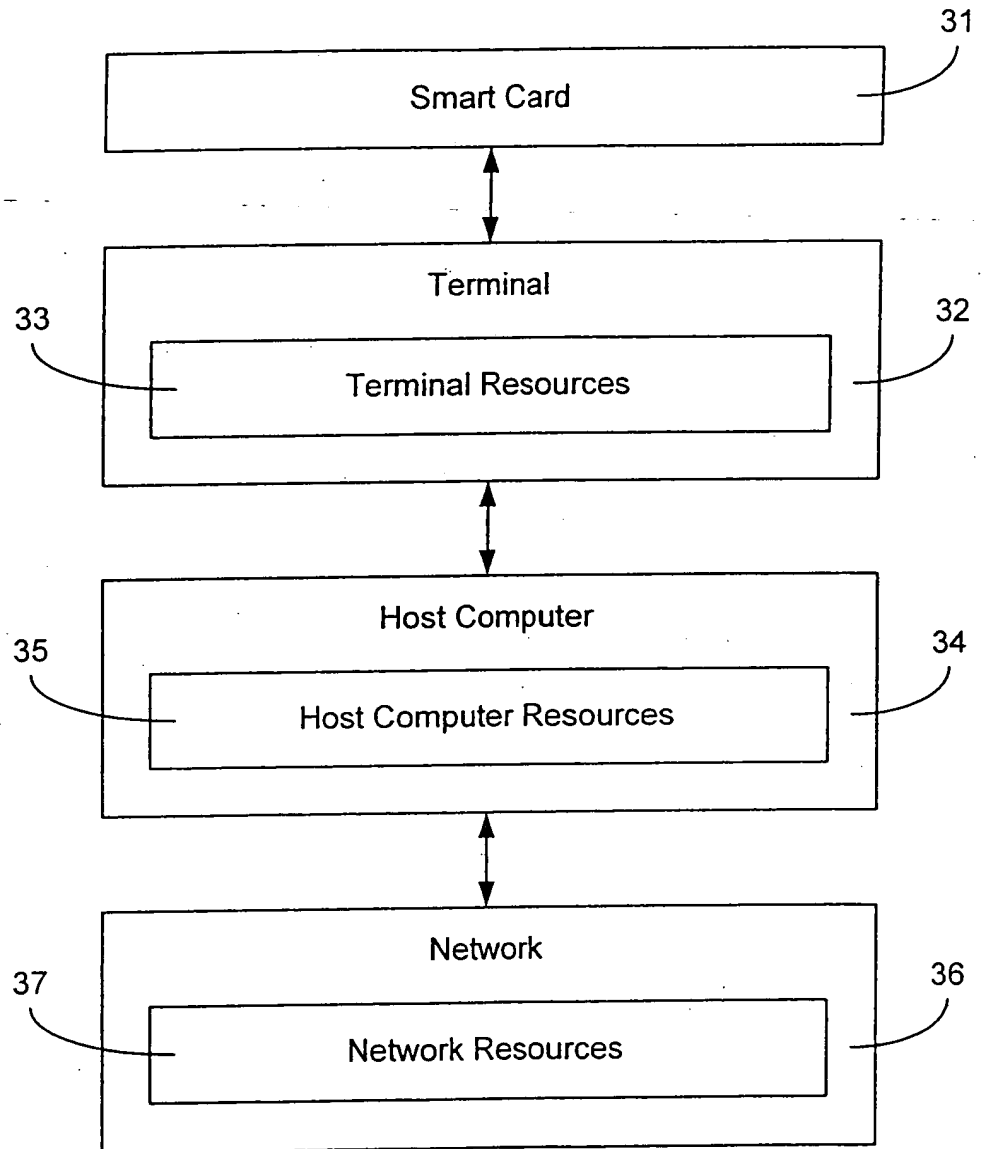 31
Smart Card
Terminal
33
32
Terminal Resources
Host Computer
35
34
Host Computer Resources
Network
37
36
Network Resources